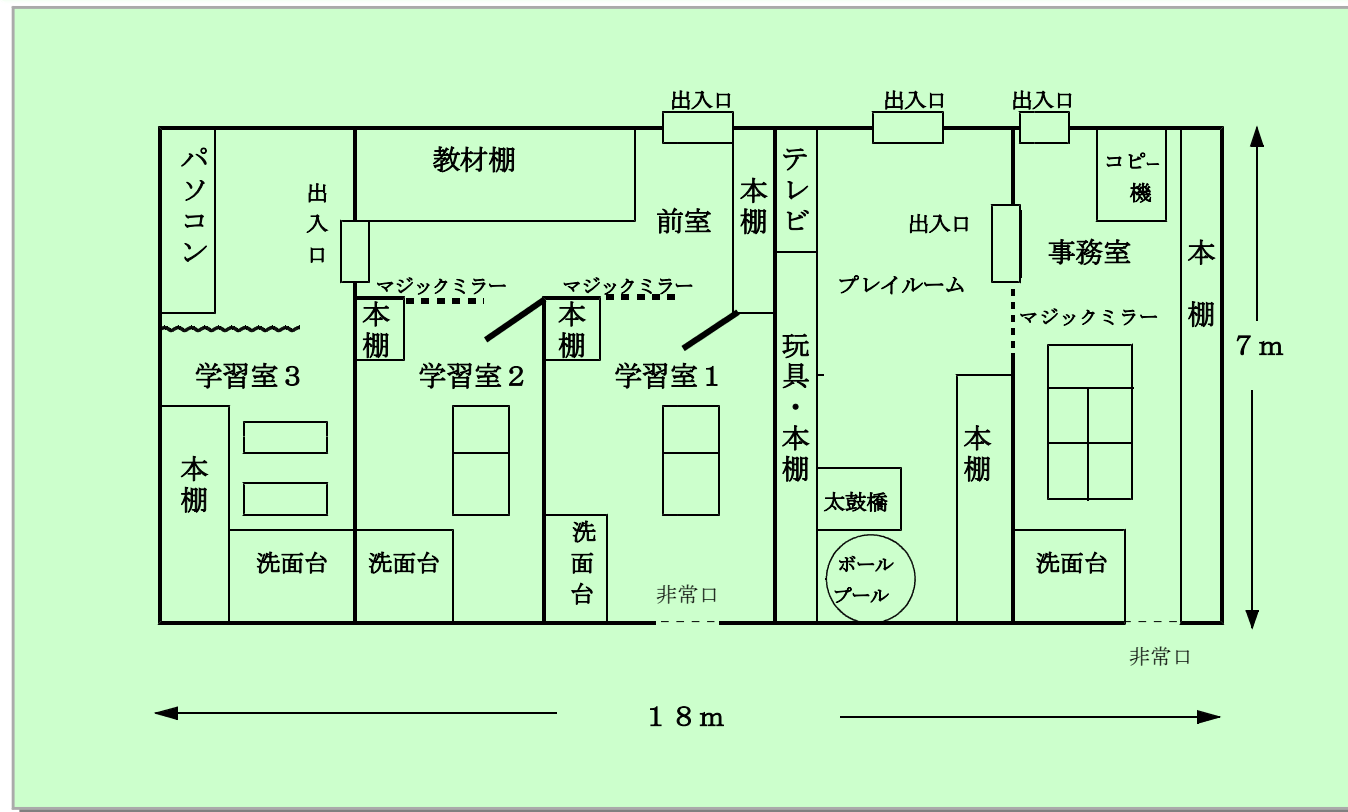 出入口
出入口
出入口
パソコン
出入口
教材棚
前室
本棚
テレビ
出入口
コピー機
事務室
本棚
マジックミラー
マジックミラー
プレイルーム
マジックミラー
本棚
本棚
玩具・本棚
7m
学習室3
学習室2
学習室1
本棚
本棚
太鼓橋
洗面台
洗面台
洗面台
ボール
プール
洗面台
非常口
非常口
18m